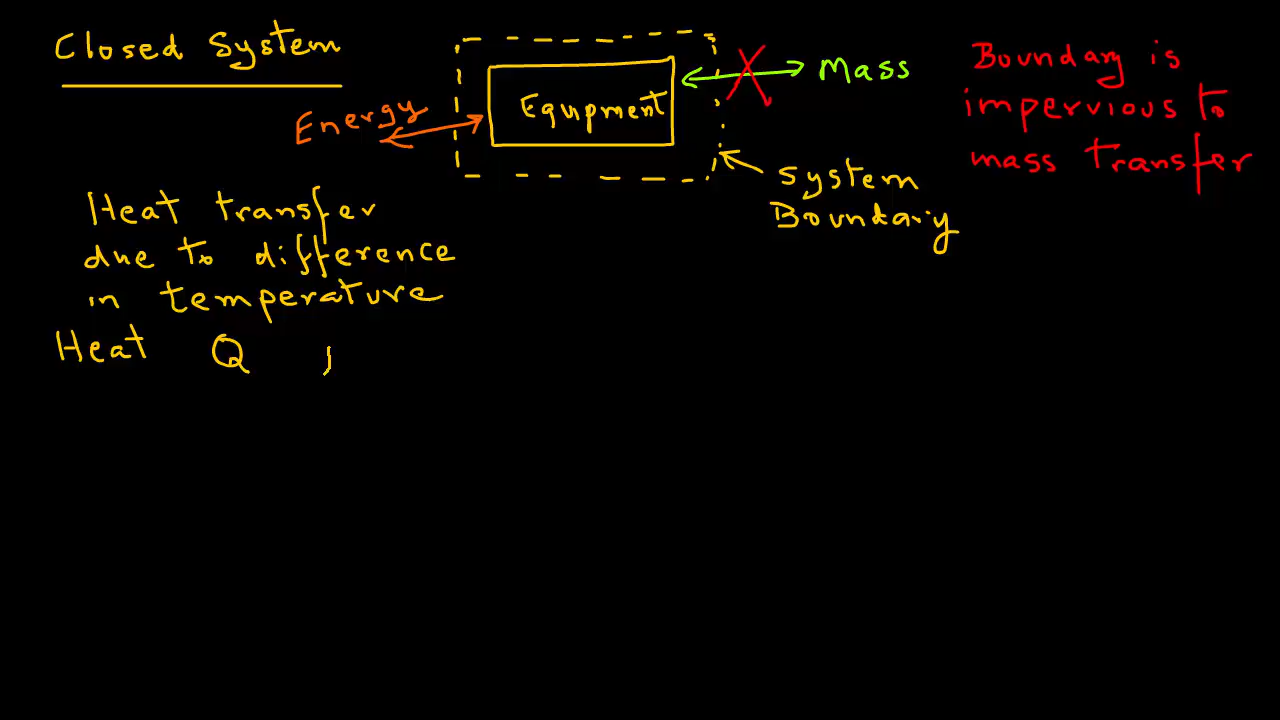 Closed System
Energy
Equpment
Mass
System
Boundary
Boundary is
impervious to
mass transfer
Heat transfer
due to difference
in temperature
Heat Q